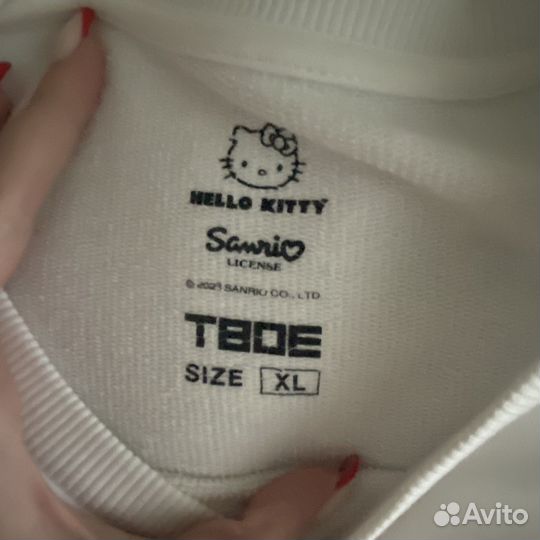 HELLO KITTY
Sanrio
LICENSE
© 2023 SANRIO CO., LTD
TBOE
SIZE XL
Avito